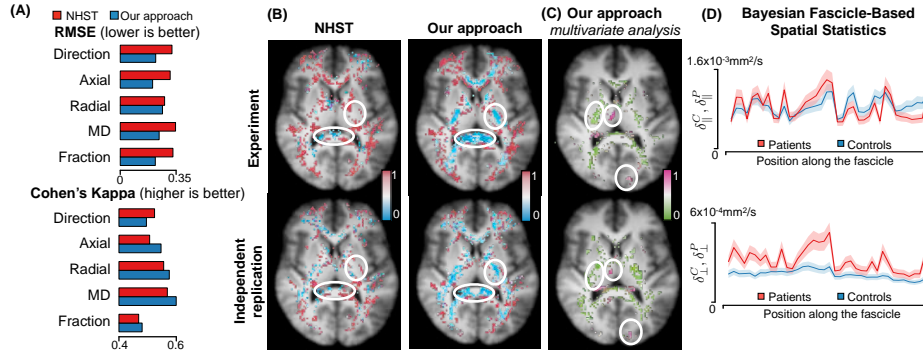 (A)
NHST
Our approach
RMSE (lower is better)
Direction
Axial
Radial
MD
Fraction
0
0.35
Cohen's Kappa (higher is better)
Direction
Axial
Radial
MD
Fraction
0.4
0.6
(B)
NHST
Our approach
Experiment
Independent
replication
1
0
(C) Our approach
multivariate analysis
1
0
(D) Bayesian Fascicle-Based
Spatial Statistics
1.6x10-³mm²/s
δ∥C, δ∥P
0
Patients
Controls
Position along the fascicle
6x10-⁴mm²/s
δ⊥C, δ⊥P
0
Patients
Controls
Position along the fascicle